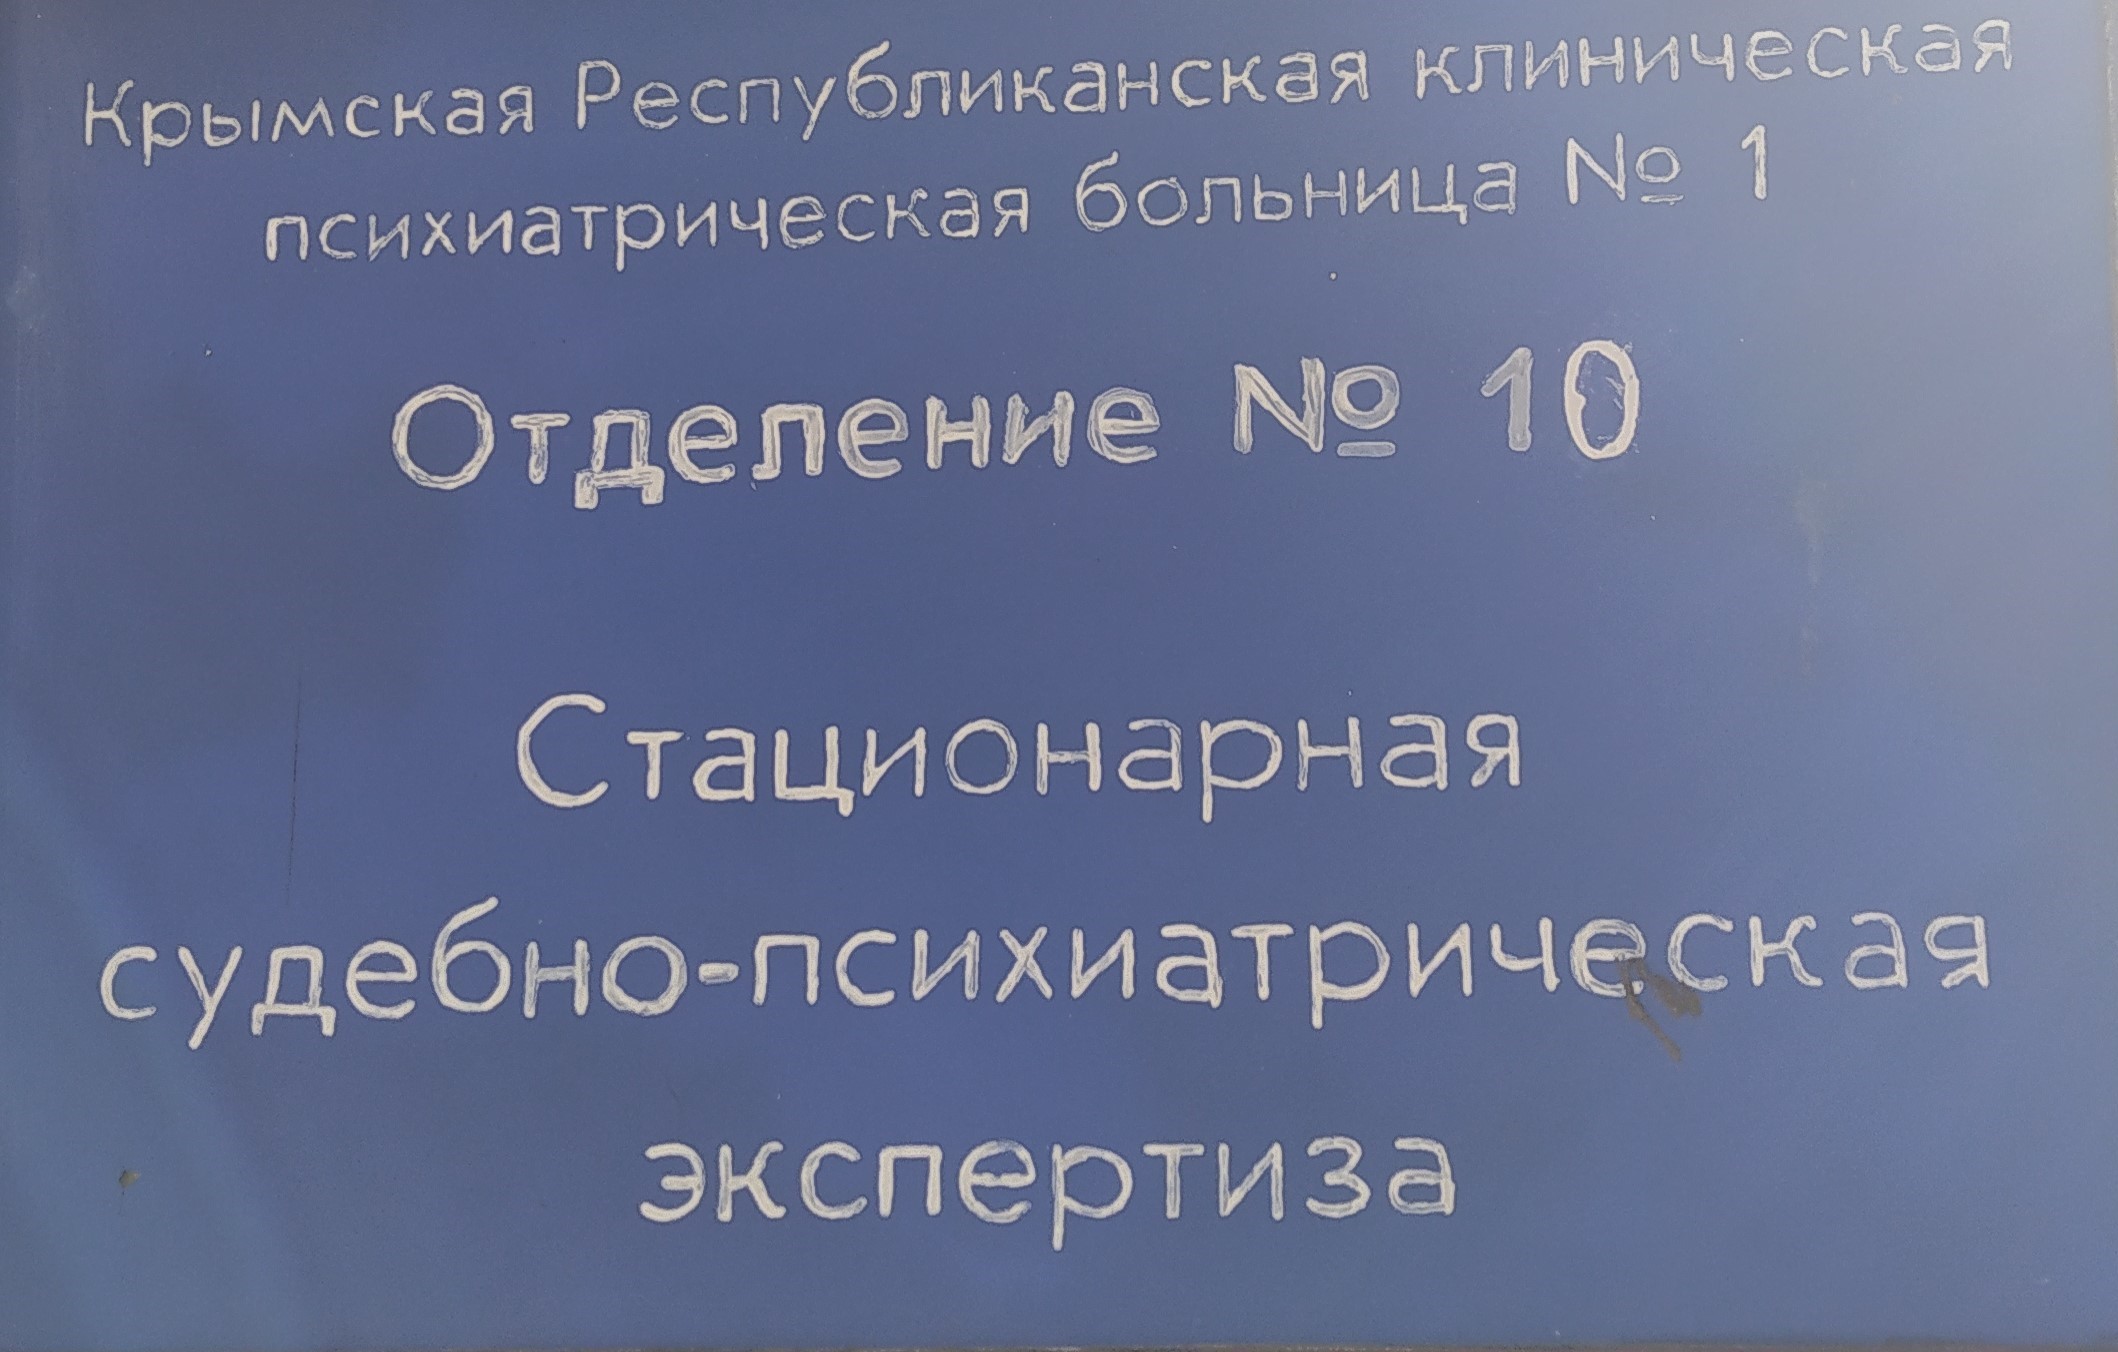 Крымская Республиканская клиническая
психиатрическая больница № 1
Отделение № 10
Стационарная
судебно-психиатрическая
экспертиза